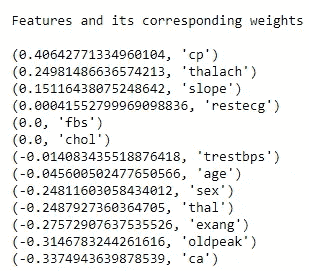 Features and its corresponding weights
(0.40642771334960104, 'cp')
(0.24981486636574213, 'thalach')
(0.15116438075248642, 'slope')
(0.00041552799969098836, 'restecg')
(0.0, 'fbs')
(0.0, 'chol')
(-0.014083435518876418, 'trestbps')
(-0.045600502477650566, 'age')
(-0.24811603058434012, 'sex')
(-0.2487927360364705, 'thal')
(-0.27572907637535526, 'exang')
(-0.3146783244261616, 'oldpeak')
(-0.3374943639878539, 'ca')